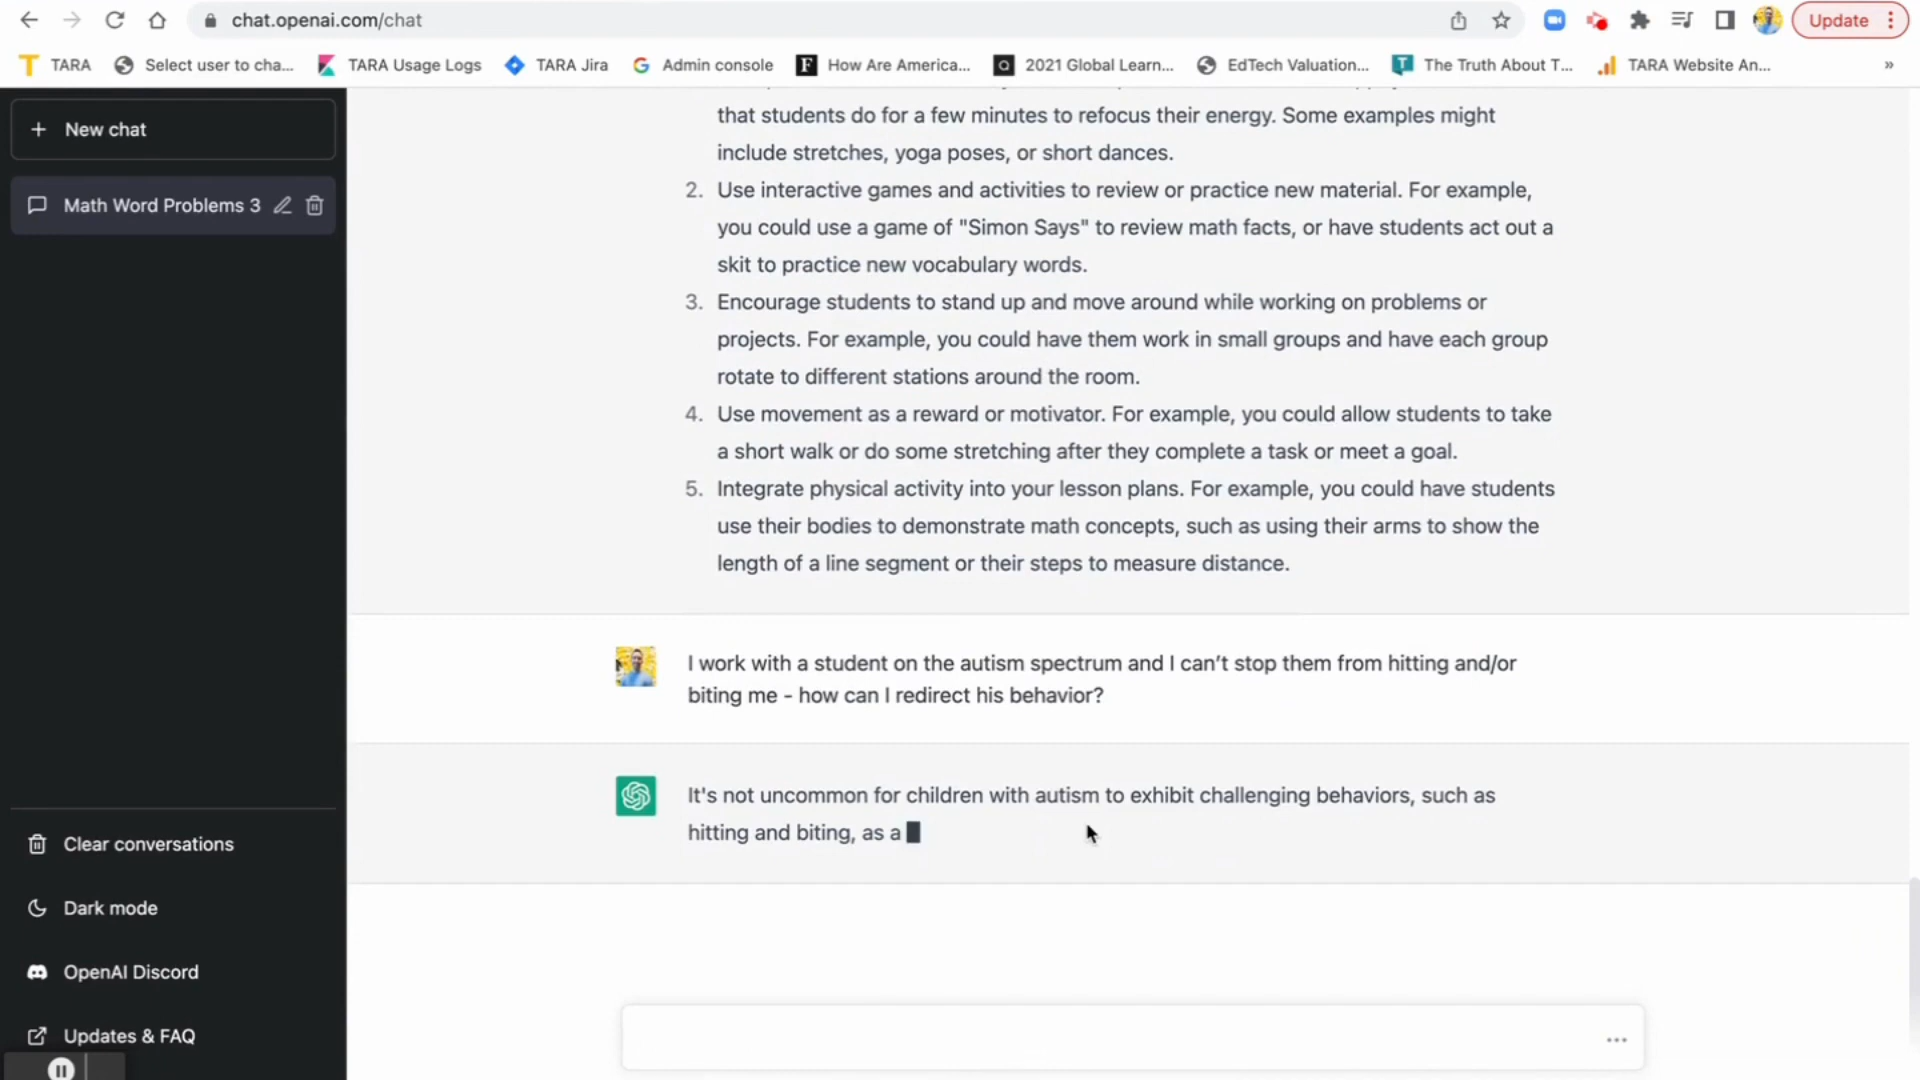 chat.openai.com/chat
Update
TARA
Select user to cha...
TARA Usage Logs
TARA Jira
Admin console
How Are America...
2021 Global Learn...
EdTech Valuation...
The Truth About T...
TARA Website An...
»
New chat
Math Word Problems 3
that students do for a few minutes to refocus their energy. Some examples might
include stretches, yoga poses, or short dances.
2. Use interactive games and activities to review or practice new material. For example,
you could use a game of "Simon Says" to review math facts, or have students act out a
skit to practice new vocabulary words.
3. Encourage students to stand up and move around while working on problems or
projects. For example, you could have them work in small groups and have each group
rotate to different stations around the room.
4. Use movement as a reward or motivator. For example, you could allow students to take
a short walk or do some stretching after they complete a task or meet a goal.
5. Integrate physical activity into your lesson plans. For example, you could have students
use their bodies to demonstrate math concepts, such as using their arms to show the
length of a line segment or their steps to measure distance.
I work with a student on the autism spectrum and I can’t stop them from hitting and/or
biting me - how can I redirect his behavior?
It's not uncommon for children with autism to exhibit challenging behaviors, such as
hitting and biting, as a
Clear conversations
Dark mode
OpenAI Discord
Updates & FAQ